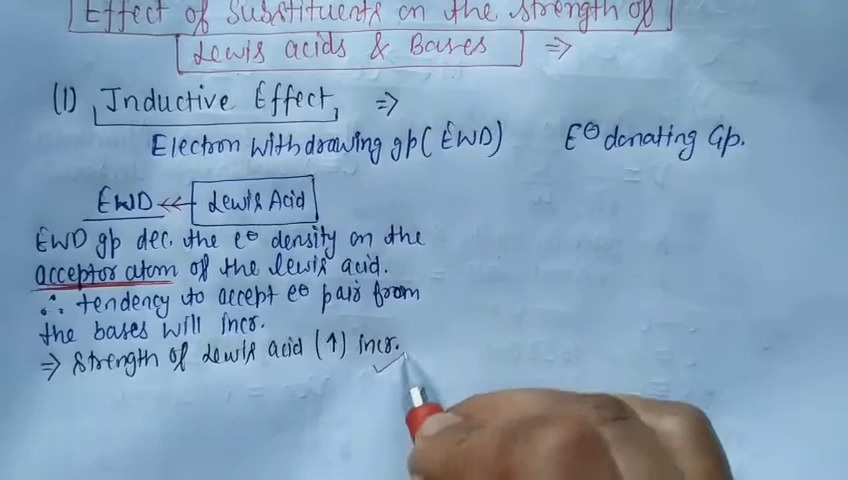 Effect of Substituents on the strength of
Lewis acids & Bases ⇒
(1) Inductive Effect, ⇒
Electron withdrawing gp (EWD) E⊖ donating Gp.
EWD ↞ Lewis Acid
EWD gp dec. the e⊖ density on the
acceptor atom of the lewis acid.
∴ tendency to accept e⊖ pair from
the bases will incr.
⇒ Strength of Lewis acid (↑) incr.